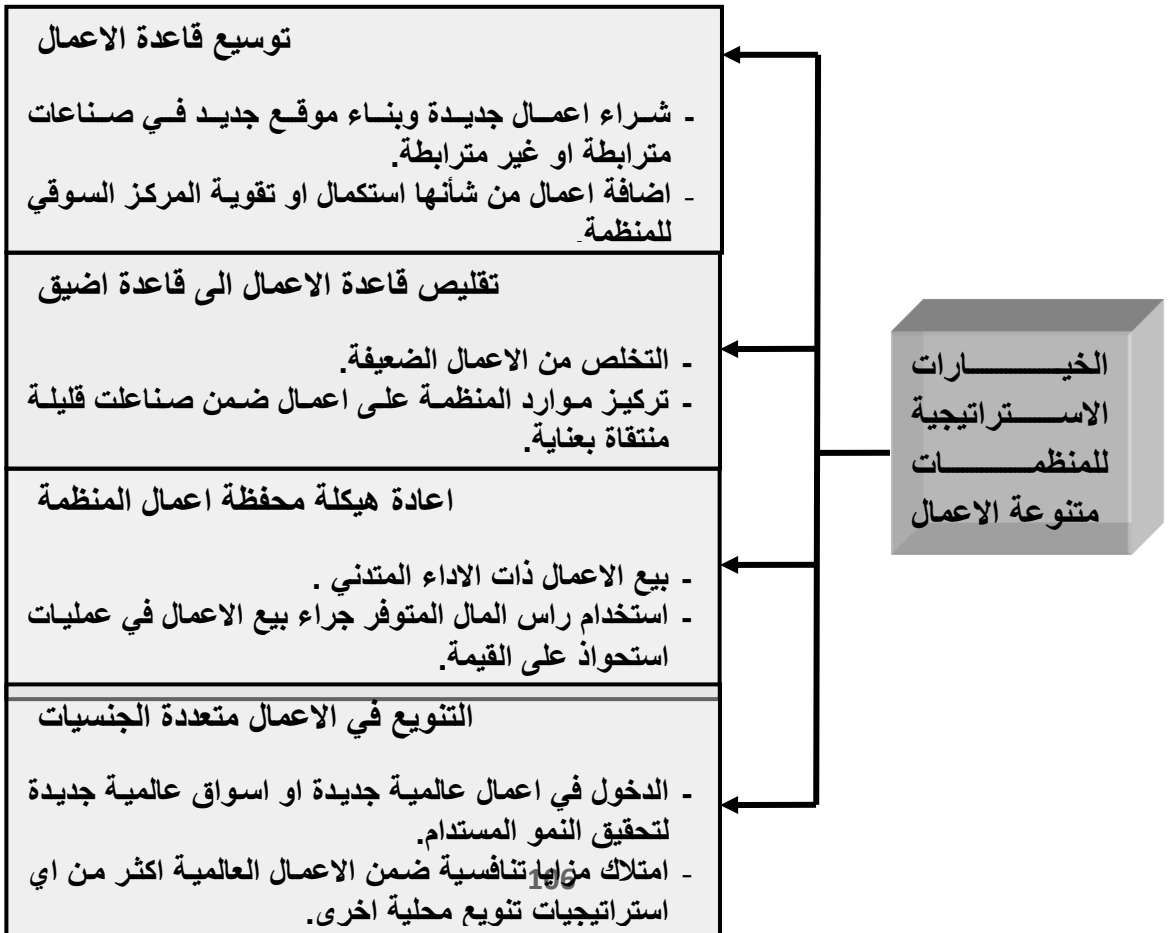 توسيع قاعدة الاعمال
- شراء اعمال جديدة وبناء موقع جديد في صناعات
مترابطة او غير مترابطة.
- اضافة اعمال من شأنها استكمال او تقوية المركز السوقي
للمنظمة.
تقليص قاعدة الاعمال الى قاعدة اضيق
- التخلص من الاعمال الضعيفة.
- تركيز موارد المنظمة على اعمال ضمن صناعلت قليلة
منتقاة بعناية.
اعادة هيكلة محفظة اعمال المنظمة
- بيع الاعمال ذات الاداء المتدني .
- استخدام راس المال المتوفر جراء بيع الاعمال في عمليات
استحواذ على القيمة.
التنويع في الاعمال متعددة الجنسيات
- الدخول في اعمال عالمية جديدة او اسواق عالمية جديدة
لتحقيق النمو المستدام.
- امتلاك مزايا تنافسية ضمن الاعمال العالمية اكثر من اي
استراتيجيات تنويع محلية اخرى.
106
الخيارات
الاستراتيجية
للمنظمات
متنوعة الاعمال